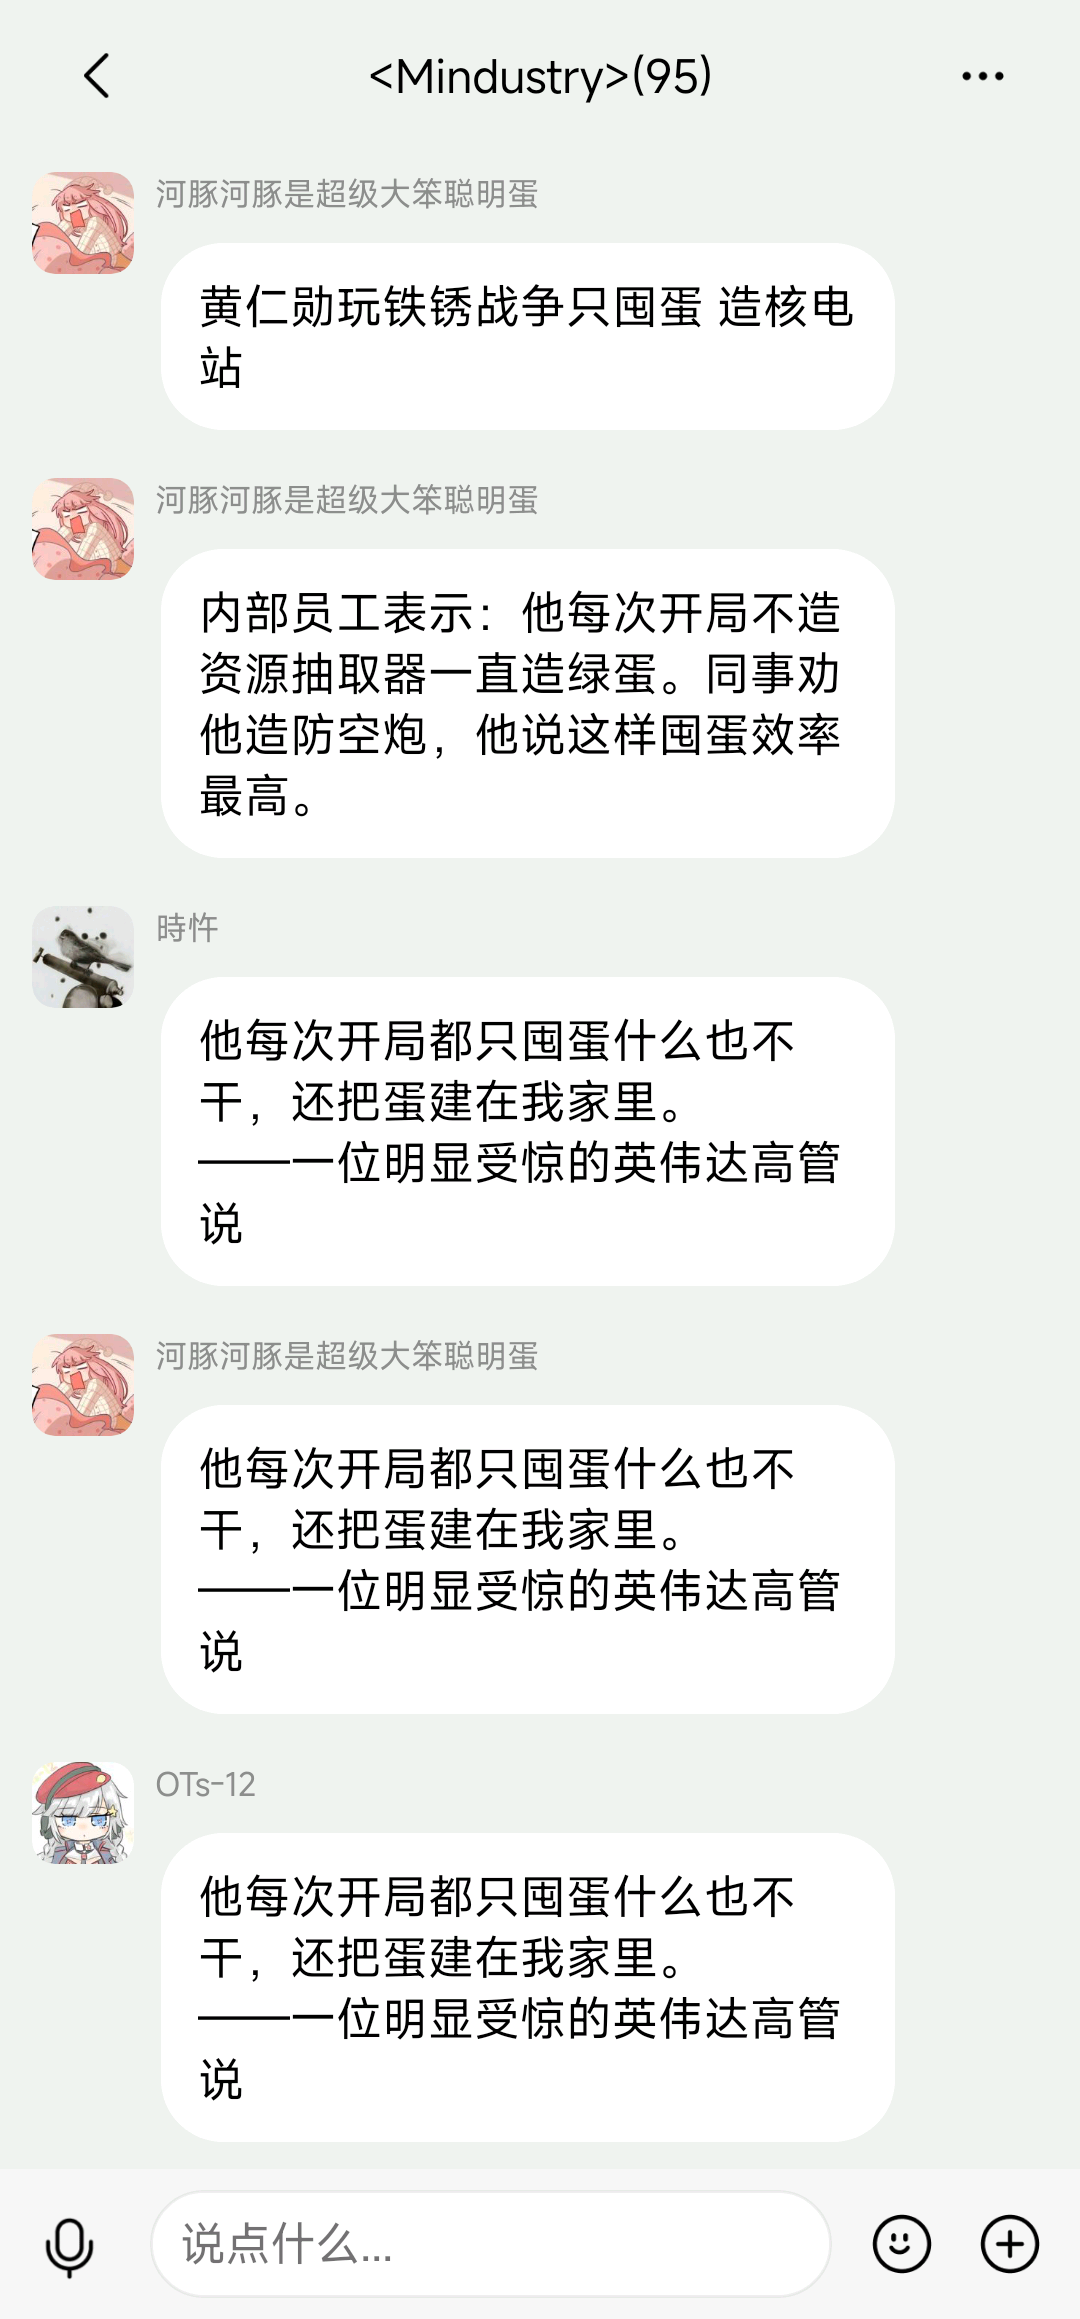 <Mindustry>(95)
河豚河豚是超级大笨聪明蛋
黄仁勋玩铁锈战争只囤蛋 造核电
站
河豚河豚是超级大笨聪明蛋
内部员工表示：他每次开局不造
资源抽取器一直造绿蛋。同事劝
他造防空炮，他说这样囤蛋效率
最高。
時忤
他每次开局都只囤蛋什么也不
干，还把蛋建在我家里。
——一位明显受惊的英伟达高管
说
河豚河豚是超级大笨聪明蛋
他每次开局都只囤蛋什么也不
干，还把蛋建在我家里。
——一位明显受惊的英伟达高管
说
OTs-12
他每次开局都只囤蛋什么也不
干，还把蛋建在我家里。
——一位明显受惊的英伟达高管
说
说点什么...